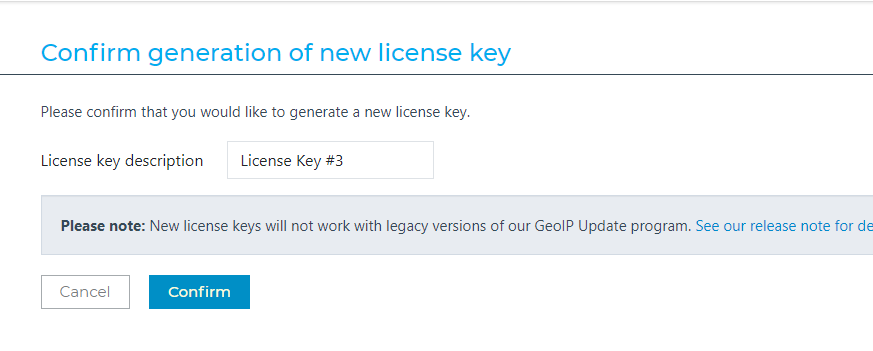 Confirm generation of new license key
Please confirm that you would like to generate a new license key.
License key description License Key #3
Please note: New license keys will not work with legacy versions of our GeoIP Update program. See our release note for de
Cancel Confirm